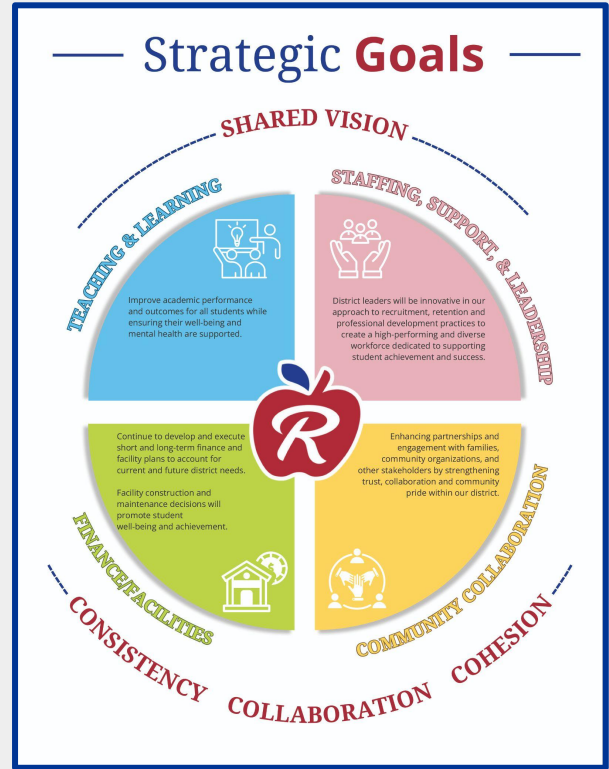 Strategic Goals
SHARED VISION
TEACHING & LEARNING
Improve academic performance
and outcomes for all students while
ensuring their well-being and
mental health are supported.
STAFFING, SUPPORT, & LEADERSHIP
District leaders will be innovative in our
approach to recruitment, retention and
professional development practices to
create a high-performing and diverse
workforce dedicated to supporting
student achievement and success.
R
Continue to develop and execute
short and long-term finance and
facility plans to account for
current and future district needs.
Facility construction and
maintenance decisions will
promote student
well-being and achievement.
FINANCE/FACILITIES
Enhancing partnerships and
engagement with families,
community organizations, and
other stakeholders by strengthening
trust, collaboration and community
pride within our district.
COMMUNITY COLLABORATION
CONSISTENCY COLLABORATION COHESION